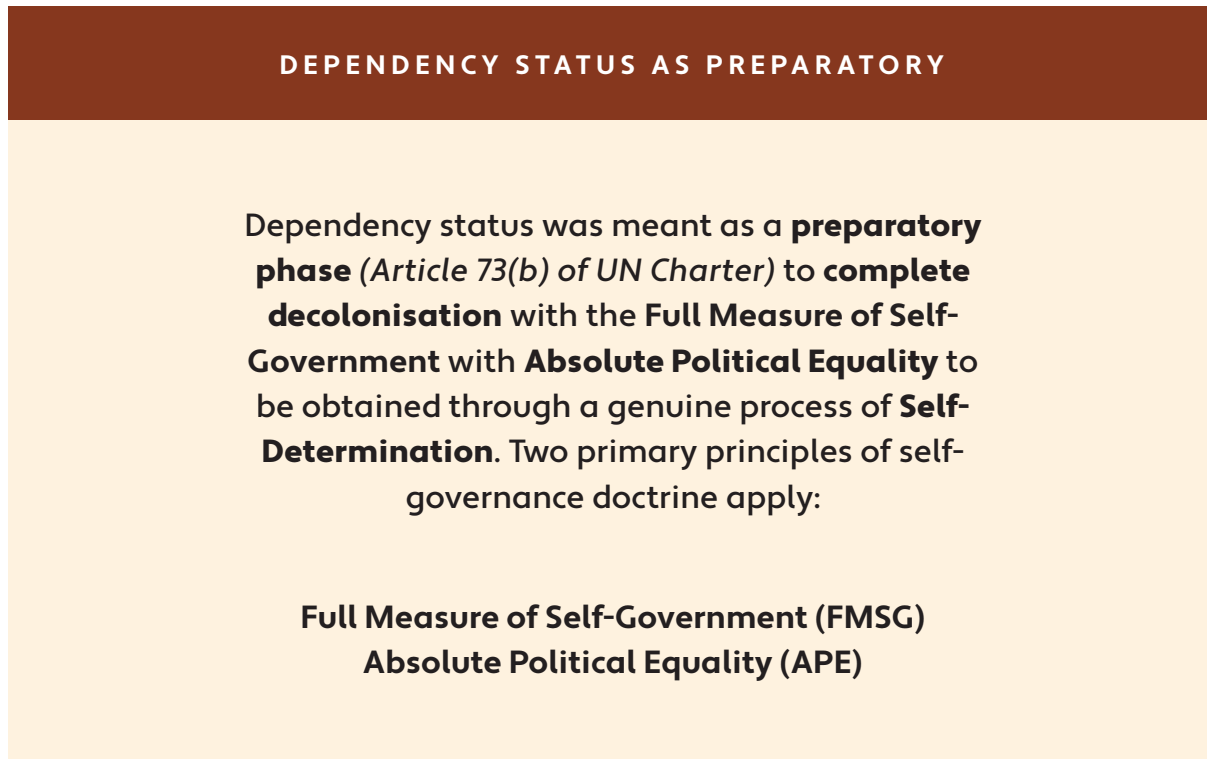 DEPENDENCY STATUS AS PREPARATORY
Dependency status was meant as a preparatory
phase (Article 73(b) of UN Charter) to complete
decolonisation with the Full Measure of Self-
Government with Absolute Political Equality to
be obtained through a genuine process of Self-
Determination. Two primary principles of self-
governance doctrine apply:
Full Measure of Self-Government (FMSG)
Absolute Political Equality (APE)